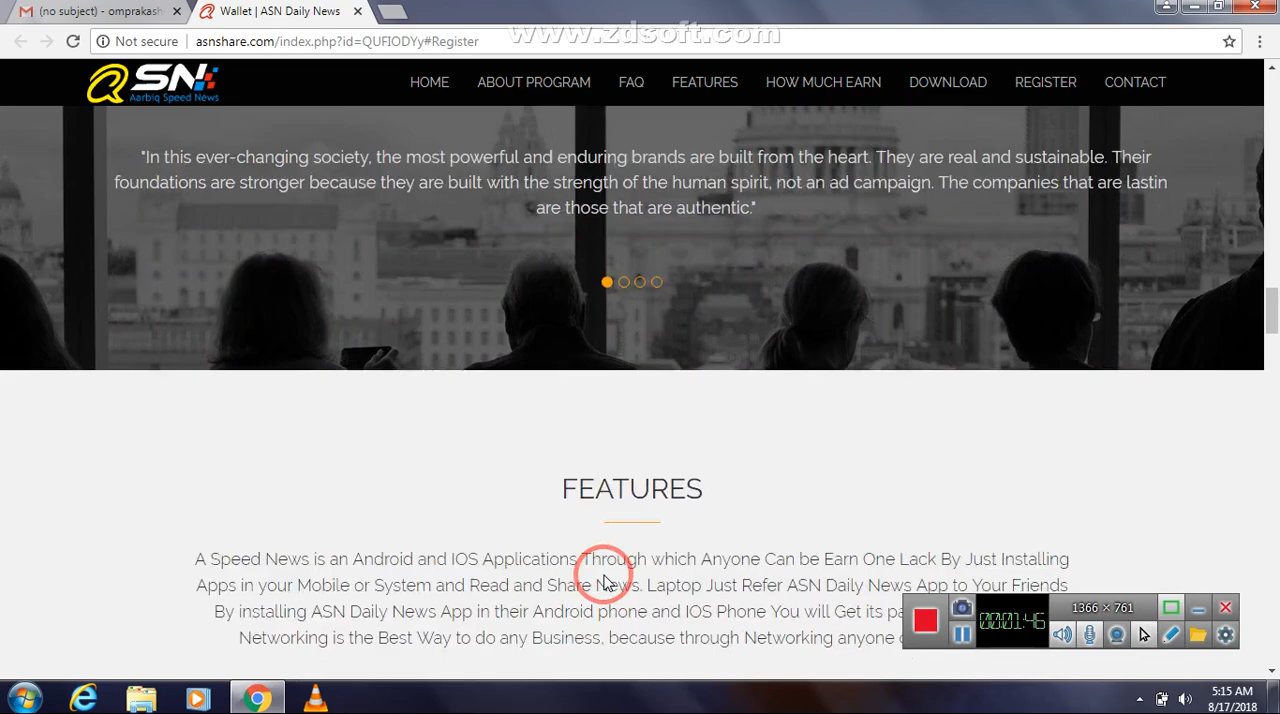 (no subject) - omprakash
Wallet | ASN Daily News
www.zdsoft.com
Not secure
asnshare.com/index.php?id=QUFIODYy#Register
SN
Aarbiq Speed News
HOME
ABOUT PROGRAM
FAQ
FEATURES
HOW MUCH EARN
DOWNLOAD
REGISTER
CONTACT
"In this ever-changing society, the most powerful and enduring brands are built from the heart. They are real and sustainable. Their
foundations are stronger because they are built with the strength of the human spirit, not an ad campaign. The companies that are lastin
are those that are authentic."
FEATURES
A Speed News is an Android and IOS Applications Through which Anyone Can be Earn One Lack By Just Installing
Apps in your Mobile or System and Read and Share News. Laptop Just Refer ASN Daily News App to Your Friends
By installing ASN Daily News App in their Android phone and IOS Phone You will Get its pa
Networking is the Best Way to do any Business, because through Networking anyone
1366 × 761
00:01:46
5:15 AM
8/17/2018